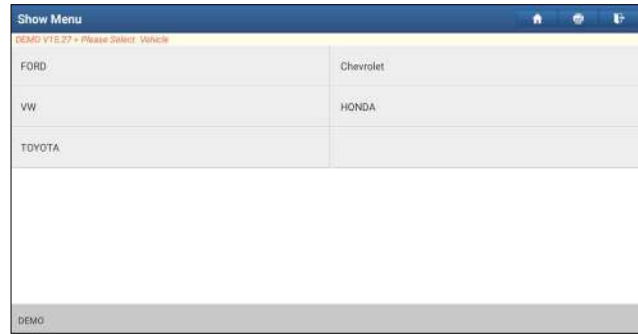 Show Menu
DEMO V15.27 > Please Select Vehicle
FORD
Chevrolet
VW
HONDA
TOYOTA
DEMO